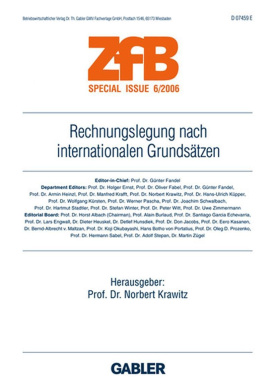 Betriebswirtschaftlicher Verlag Dr. Th. Gabler GWV Fachverlage GmbH, Postfach 1546, 65173 Wiesbaden
D 07459 E
ZfB
SPECIAL ISSUE 6/2006
Rechnungslegung nach
internationalen Grundsätzen
Editor-in-Chief: Prof. Dr. Günter Fandel
Department Editors: Prof. Dr. Holger Ernst, Prof. Dr. Oliver Fabel, Prof. Dr. Günter Fandel,
Prof. Dr. Armin Heinzl, Prof. Dr. Manfred Krafft, Prof. Dr. Norbert Krawitz, Prof. Dr. Hans-Ulrich Küpper,
Prof. Dr. Wolfgang Kürsten, Prof. Dr. Werner Pascha, Prof. Dr. Joachim Schwalbach,
Prof. Dr. Hartmut Stadtler, Prof. Dr. Stefan Winter, Prof. Dr. Peter Witt, Prof. Dr. Uwe Zimmermann
Editorial Board: Prof. Dr. Horst Albach (Chairman), Prof. Alain Burlaud, Prof. Dr. Santiago Garcia Echevarria,
Prof. Dr. Lars Engwall, Dr. Dieter Heuskel, Dr. Detlef Hunsdiek, Prof. Dr. Don Jacobs, Prof. Dr. Eero Kasanen,
Dr. Bernd-Albrecht v. Maltzan, Prof. Dr. Koji Okubayashi, Hans Botho von Portatius, Prof. Dr. Oleg D. Prozenko,
Prof. Dr. Hermann Sabel, Prof. Dr. Adolf Stepan, Dr. Martin Zügel
Herausgeber:
Prof. Dr. Norbert Krawitz
GABLER